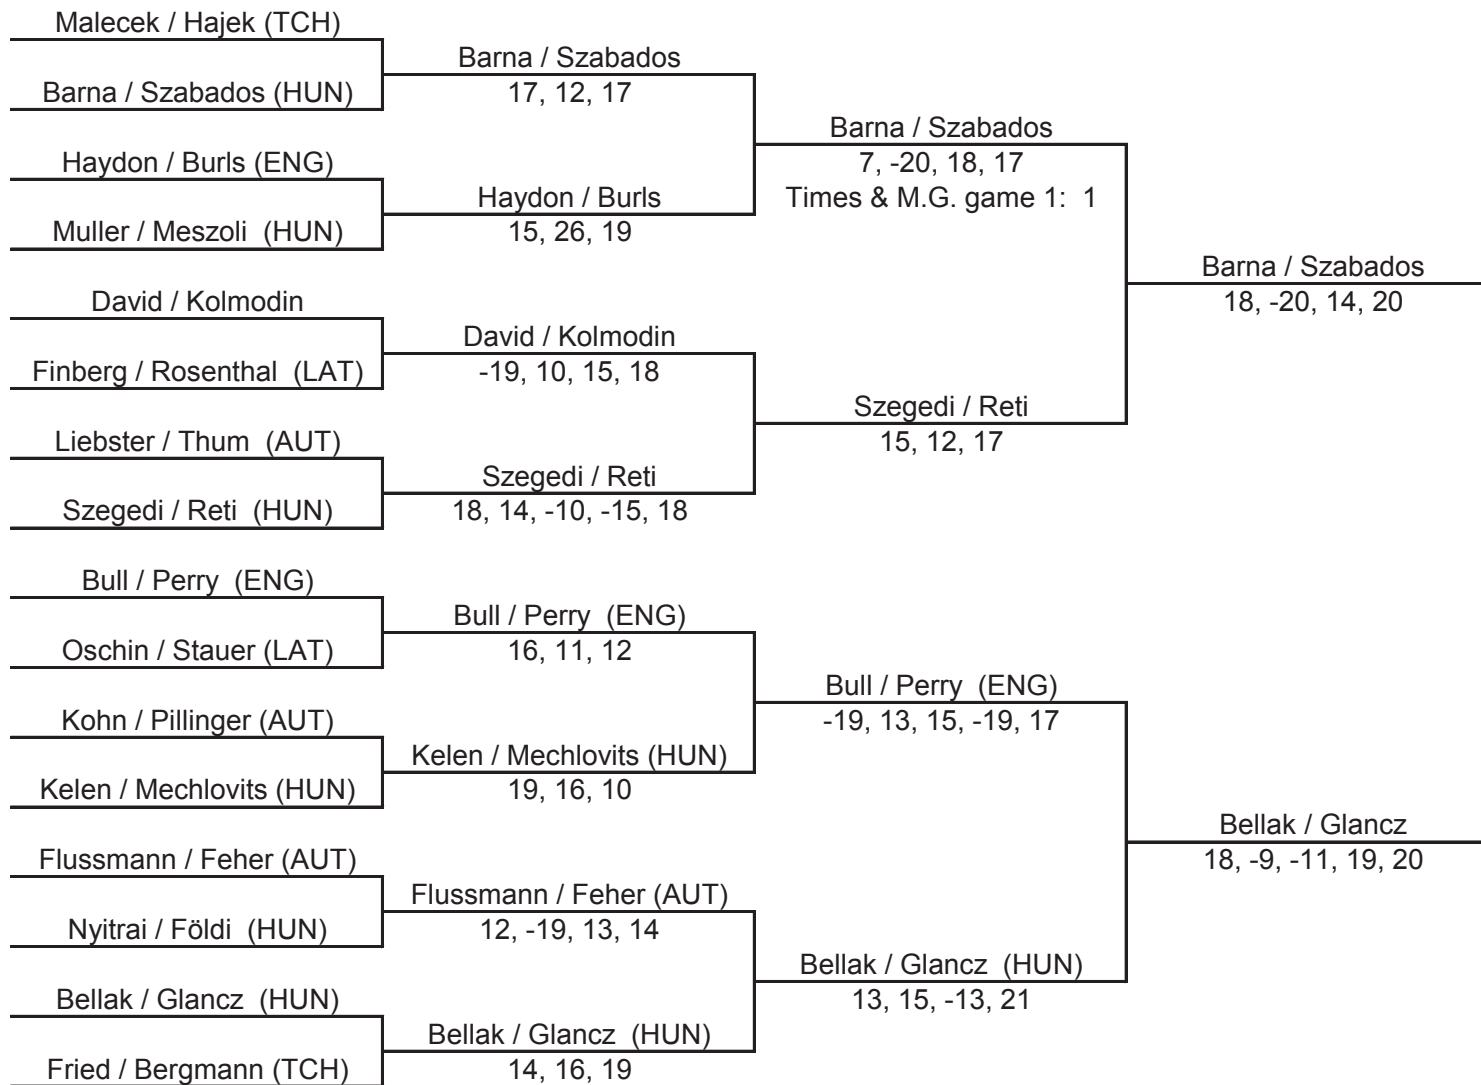 Malecek / Hajek (TCH)
Barna / Szabados (HUN)
Haydon / Burls (ENG)
Muller / Meszoli (HUN)
David / Kolmodin
Finberg / Rosenthal (LAT)
Liebster / Thum (AUT)
Szegedi / Reti (HUN)
Bull / Perry (ENG)
Oschin / Stauer (LAT)
Kohn / Pillinger (AUT)
Kelen / Mechlovits (HUN)
Flussmann / Feher (AUT)
Nyitrai / Földi (HUN)
Bellak / Glancz (HUN)
Fried / Bergmann (TCH)
Barna / Szabados
17, 12, 17
Haydon / Burls
15, 26, 19
David / Kolmodin
-19, 10, 15, 18
Szegedi / Reti
18, 14, -10, -15, 18
Bull / Perry (ENG)
16, 11, 12
Kelen / Mechlovits (HUN)
19, 16, 10
Flussmann / Feher (AUT)
12, -19, 13, 14
Bellak / Glancz (HUN)
14, 16, 19
Barna / Szabados
7, -20, 18, 17
Times & M.G. game 1: 1
Szegedi / Reti
15, 12, 17
Bull / Perry (ENG)
-19, 13, 15, -19, 17
Bellak / Glancz (HUN)
13, 15, -13, 21
Barna / Szabados
18, -20, 14, 20
Bellak / Glancz
18, -9, -11, 19, 20